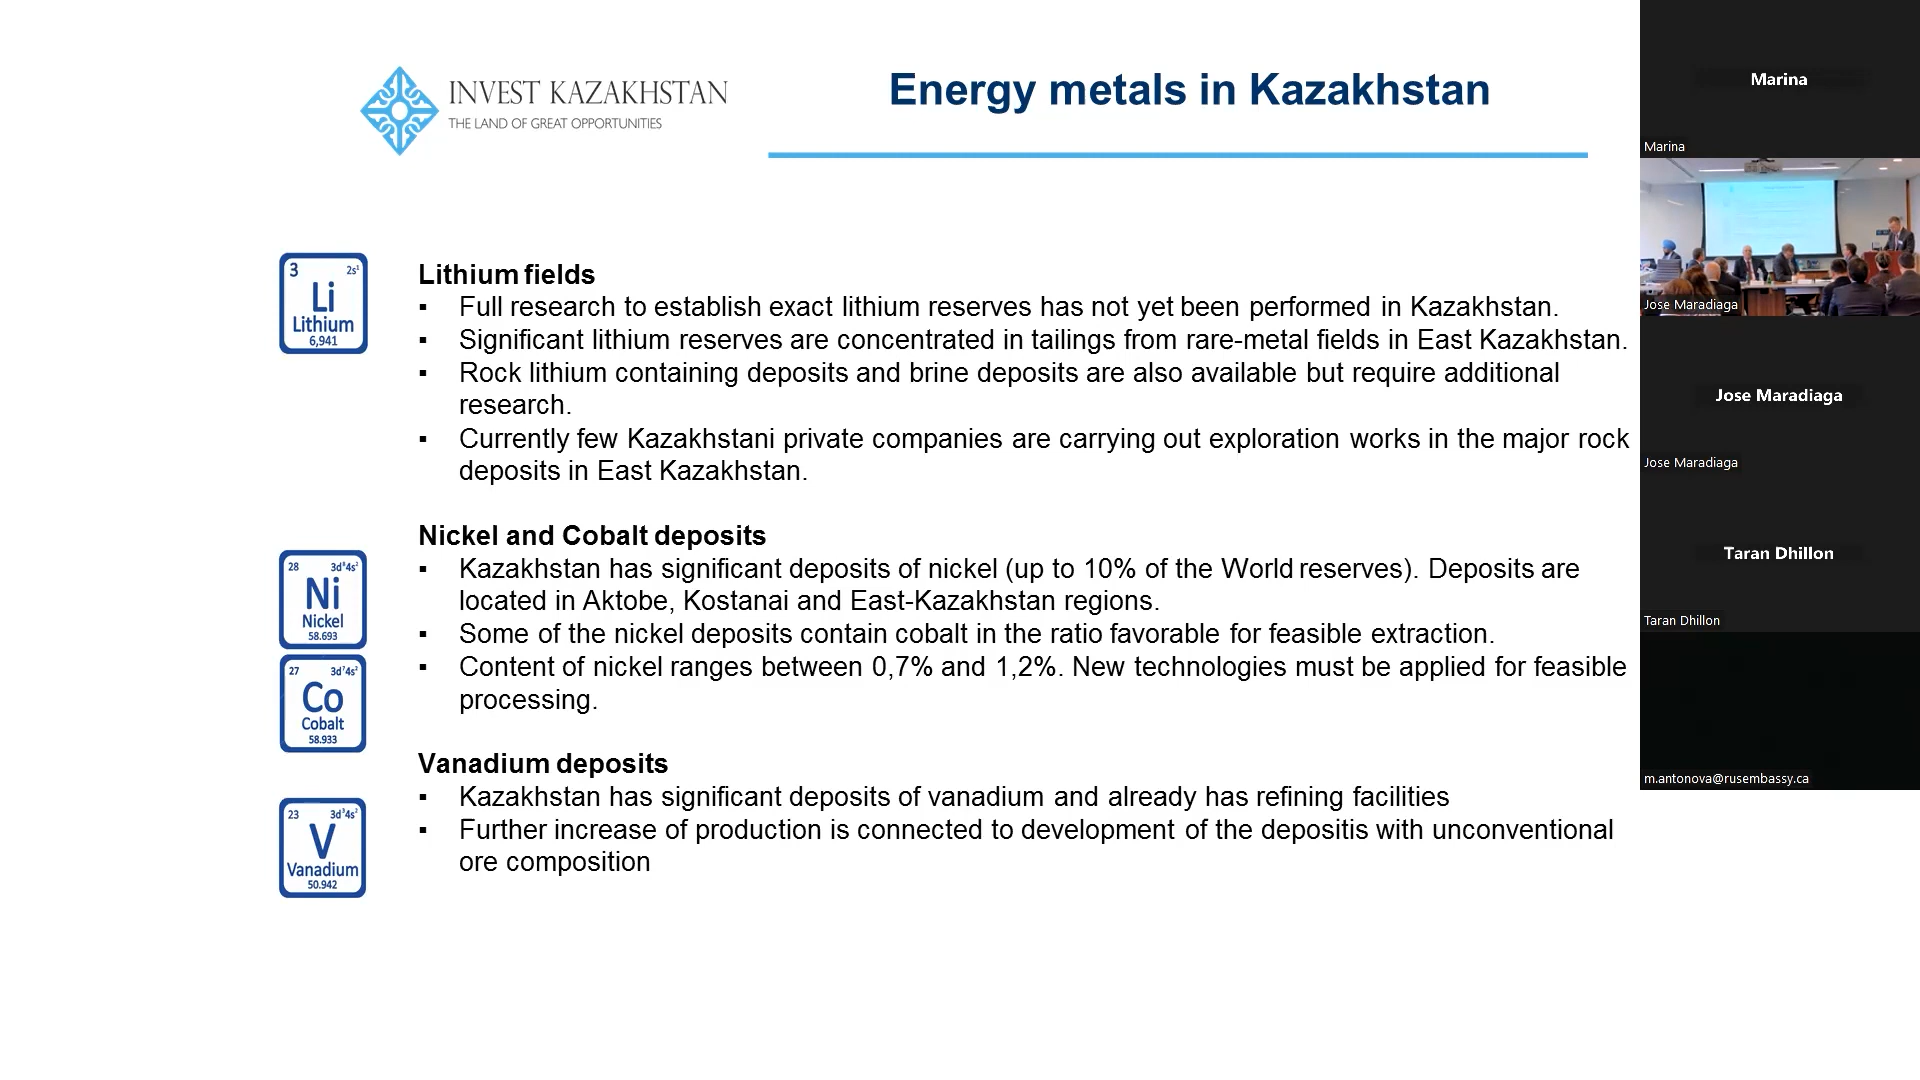 INVEST KAZAKHSTAN
THE LAND OF GREAT OPPORTUNITIES
Energy metals in Kazakhstan
3 2s¹
Li
Lithium
6,941
Lithium fields
▪ Full research to establish exact lithium reserves has not yet been performed in Kazakhstan.
▪ Significant lithium reserves are concentrated in tailings from rare-metal fields in East Kazakhstan.
▪ Rock lithium containing deposits and brine deposits are also available but require additional
research.
▪ Currently few Kazakhstani private companies are carrying out exploration works in the major rock
deposits in East Kazakhstan.
28 3d⁸4s²
Ni
Nickel
58.693
27 3d⁷4s²
Co
Cobalt
58.933
Nickel and Cobalt deposits
▪ Kazakhstan has significant deposits of nickel (up to 10% of the World reserves). Deposits are
located in Aktobe, Kostanai and East-Kazakhstan regions.
▪ Some of the nickel deposits contain cobalt in the ratio favorable for feasible extraction.
▪ Content of nickel ranges between 0,7% and 1,2%. New technologies must be applied for feasible
processing.
23 3d³4s²
V
Vanadium
50.942
Vanadium deposits
▪ Kazakhstan has significant deposits of vanadium and already has refining facilities
▪ Further increase of production is connected to development of the depositis with unconventional
ore composition
Marina
Marina
Jose Maradiaga
Jose Maradiaga
Jose Maradiaga
Taran Dhillon
Taran Dhillon
m.antonova@rusembassy.ca